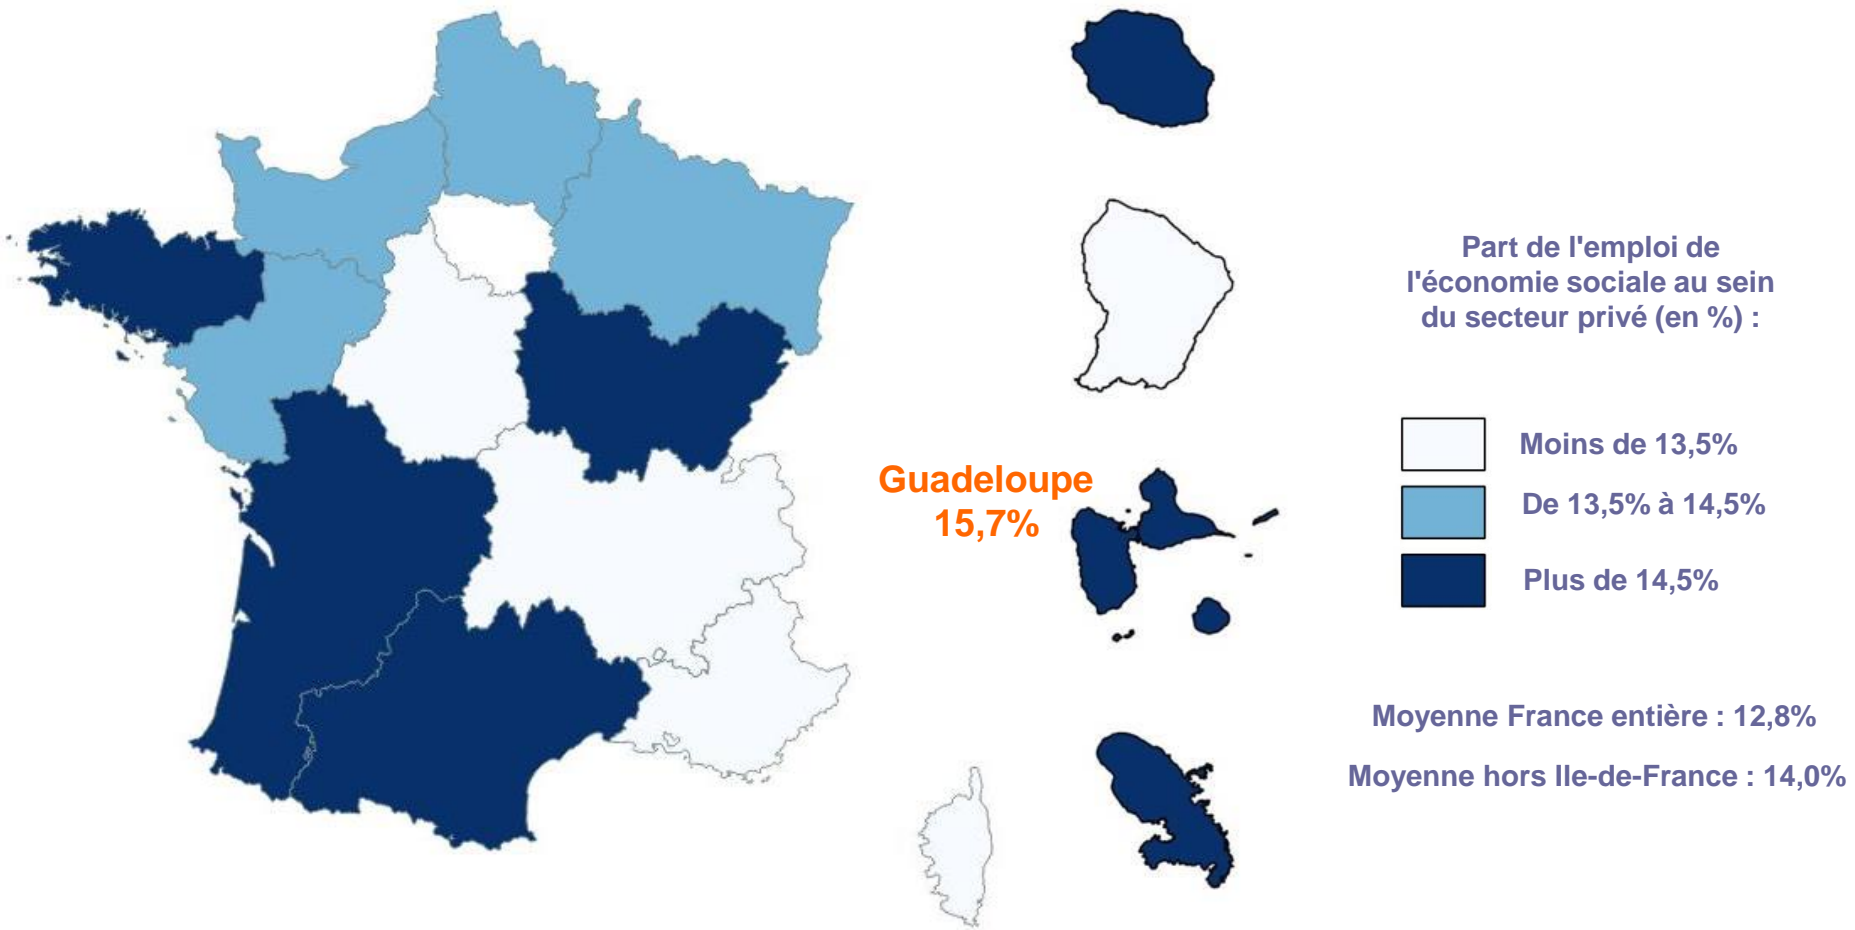 Part de l'emploi de
l'économie sociale au sein
du secteur privé (en %) :
Guadeloupe
15,7%
Moins de 13,5%
De 13,5% à 14,5%
Plus de 14,5%
Moyenne France entière : 12,8%
Moyenne hors Ile-de-France : 14,0%